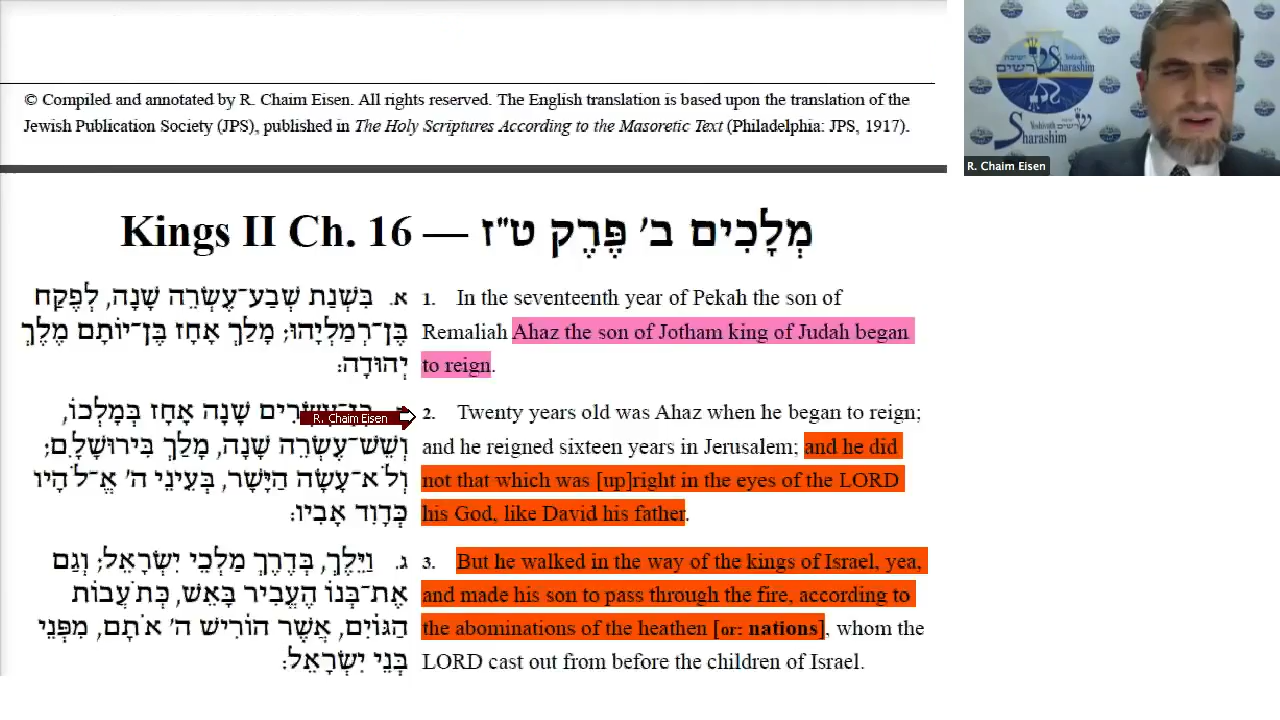 © Compiled and annotated by R. Chaim Eisen. All rights reserved. The English translation is based upon the translation of the
Jewish Publication Society (JPS), published in The Holy Scriptures According to the Masoretic Text (Philadelphia: JPS, 1917).
Kings II Ch. 16 — מְלָכִים ב' פֶּרֶק ט"ז
א. בִּשְׁנַת שְׁבַע־עֶשְׂרֵה שָׁנָה, לְפֶקַח
בֶּן־רְמַלְיָהוּ; מָלַךְ אָחָז בֶּן־יוֹתָם מֶלֶךְ
יְהוּדָה:
1. In the seventeenth year of Pekah the son of
Remaliah Ahaz the son of Jotham king of Judah began
to reign.
שָׁנָה אָחָז בְּמָלְכוֹ,
וְשֵׁשׁ־עֶשְׂרֵה שָׁנָה, מָלַךְ בִּירוּשָׁלִָם;
וְלֹא־עָשָׂה הַיָּשָׁר, בְּעֵינֵי ה' אֱ־לֹהָיו
כְּדָוִד אָבִיו:
2. Twenty years old was Ahaz when he began to reign;
and he reigned sixteen years in Jerusalem; and he did
not that which was [up]right in the eyes of the LORD
his God, like David his father.
ג. וַיֵּלֶךְ, בְּדֶרֶךְ מַלְכֵי יִשְׂרָאֵל; וְגַם
אֶת־בְּנוֹ הֶעֱבִיר בָּאֵשׁ, כְּתֹעֲבוֹת
הַגּוֹיִם, אֲשֶׁר הוֹרִישׁ ה' אֹתָם, מִפְּנֵי
בְּנֵי יִשְׂרָאֵל:
3. But he walked in the way of the kings of Israel, yea,
and made his son to pass through the fire, according to
the abominations of the heathen [or: nations], whom the
LORD cast out from before the children of Israel.
R. Chaim Eisen
ישיבת
שרשים
Yeshivath
Sharashim
Yeshivath
Sharashim
R. Chaim Eisen